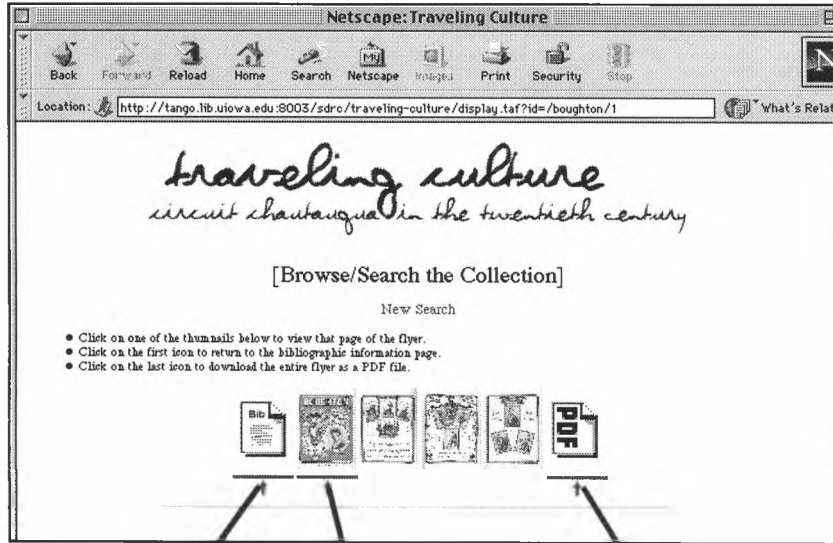 Netscape: Traveling Culture
Back Forward Reload Home Search Netscape Images Print Security Stop
My
N
Location: http://tango.lib.uiowa.edu:8003/sdrc/traveling-culture/display.taf?id=/boughton/1 What's Relat
traveling culture
circuit chautauqua in the twentieth century
[Browse/Search the Collection]
New Search
• Click on one of the thumbnails below to view that page of the flyer.
• Click on the first icon to return to the bibliographic information page.
• Click on the last icon to download the entire flyer as a PDF file.
Bib PDF